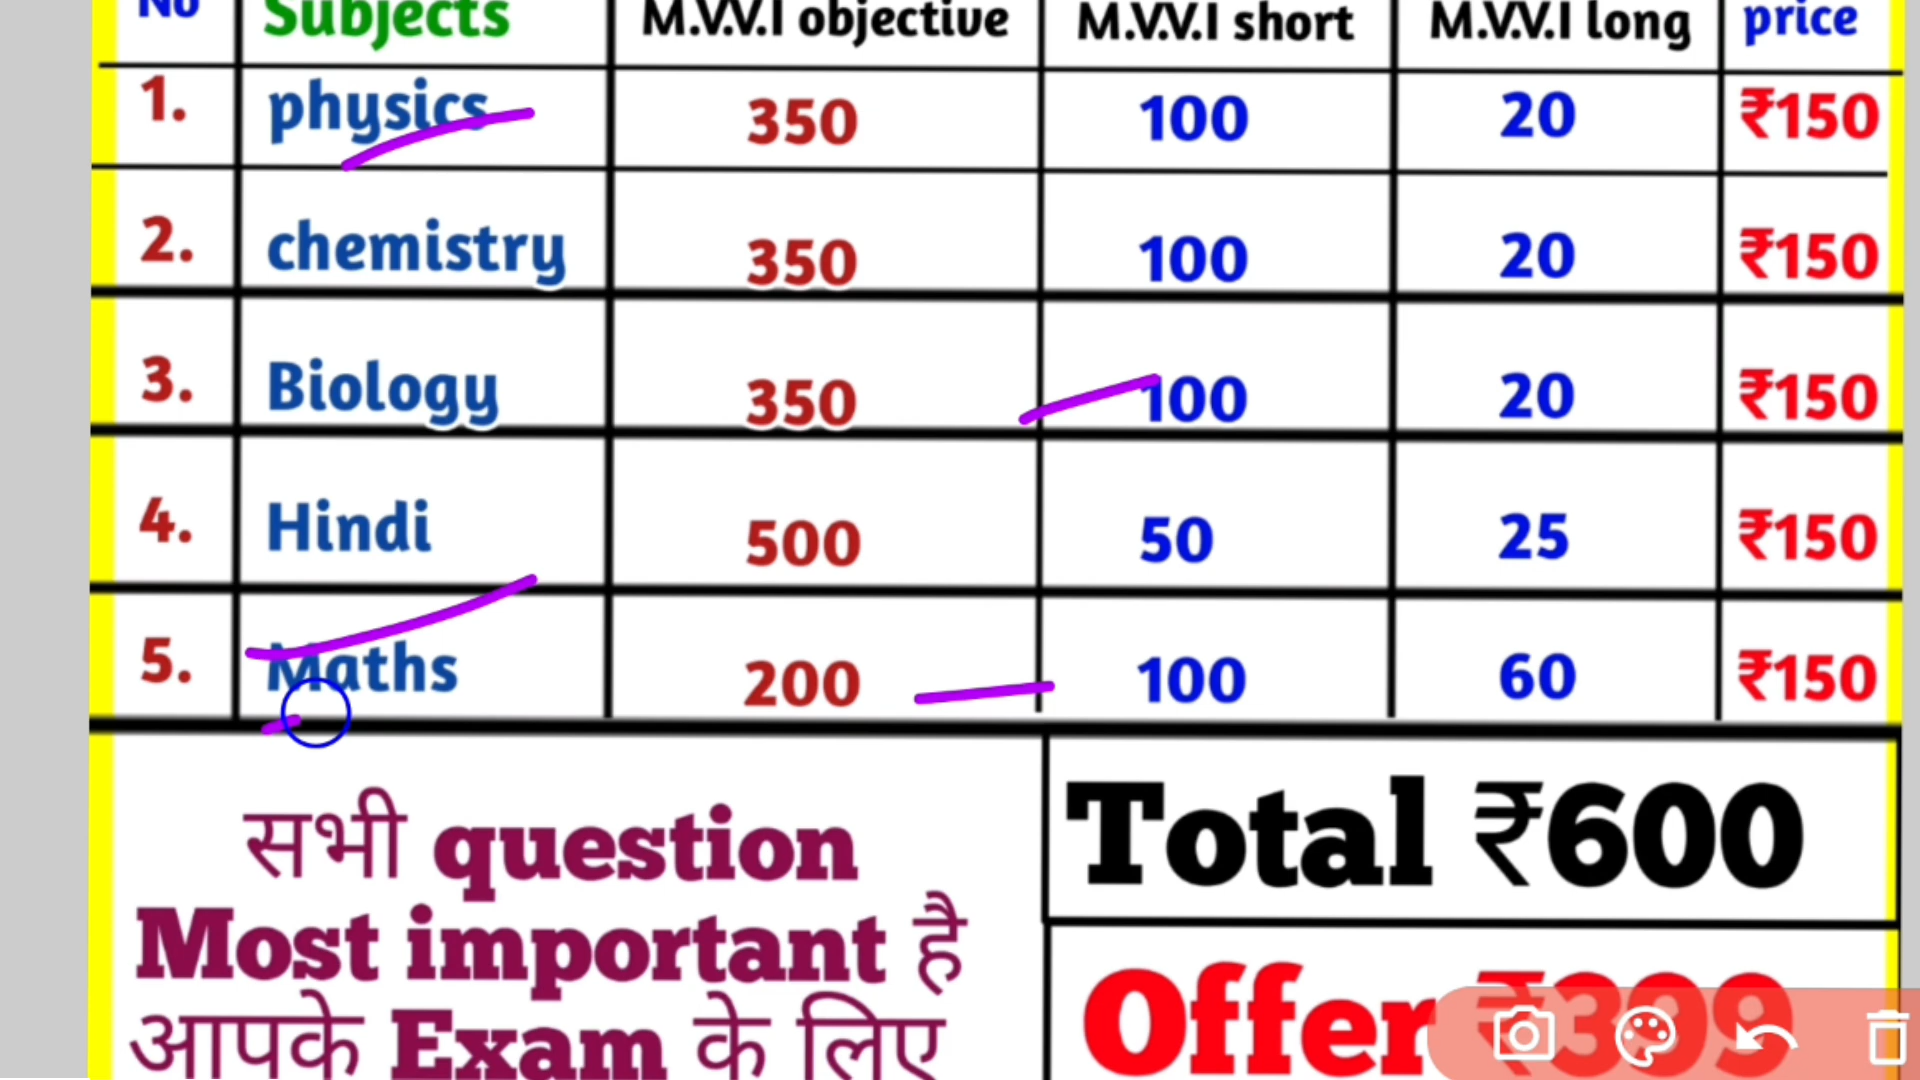 No Subjects M.V.V.I objective M.V.V.I short M.V.V.I long price
1. physics 350 100 20 ₹150
2. chemistry 350 100 20 ₹150
3. Biology 350 100 20 ₹150
4. Hindi 500 50 25 ₹150
5. Maths 200 100 60 ₹150
सभी question
Most important है
आपके Exam के लिए
Total ₹600
Offer ₹399